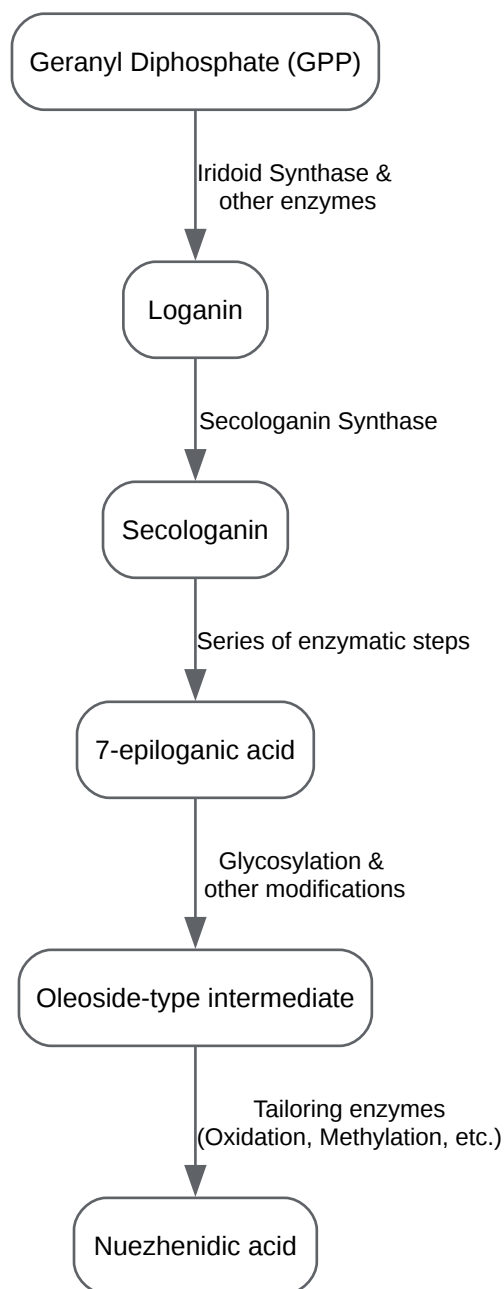 Geranyl Diphosphate (GPP)
Iridoid Synthase &
other enzymes
Loganin
Secologanin Synthase
Secologanin
Series of enzymatic steps
7-epiloganic acid
Glycosylation &
other modifications
Oleoside-type intermediate
Tailoring enzymes
(Oxidation, Methylation, etc.)
Nuezhenidic acid